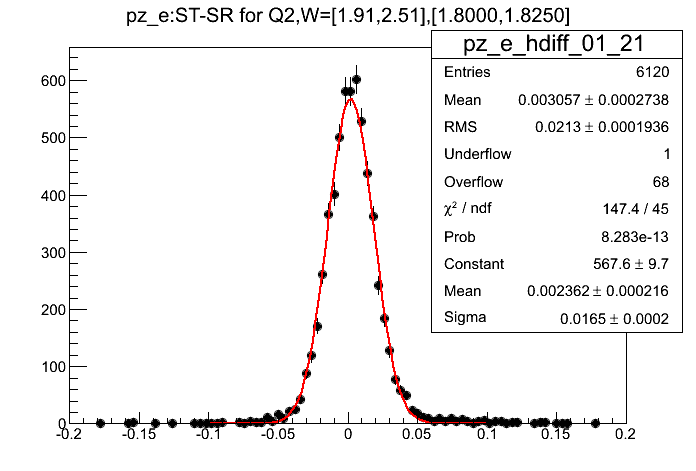 pz_e:ST-SR for Q2,W=[1.91,2.51],[1.8000,1.8250]
pz_e_hdiff_01_21
Entries 6120
Mean 0.003057 ± 0.0002738
RMS 0.0213 ± 0.0001936
Underflow 1
Overflow 68
χ² / ndf 147.4 / 45
Prob 8.283e-13
Constant 567.6 ± 9.7
Mean 0.002362 ± 0.000216
Sigma 0.0165 ± 0.0002
600
500
400
300
200
100
0
-0.2 -0.15 -0.1 -0.05 0 0.05 0.1 0.15 0.2